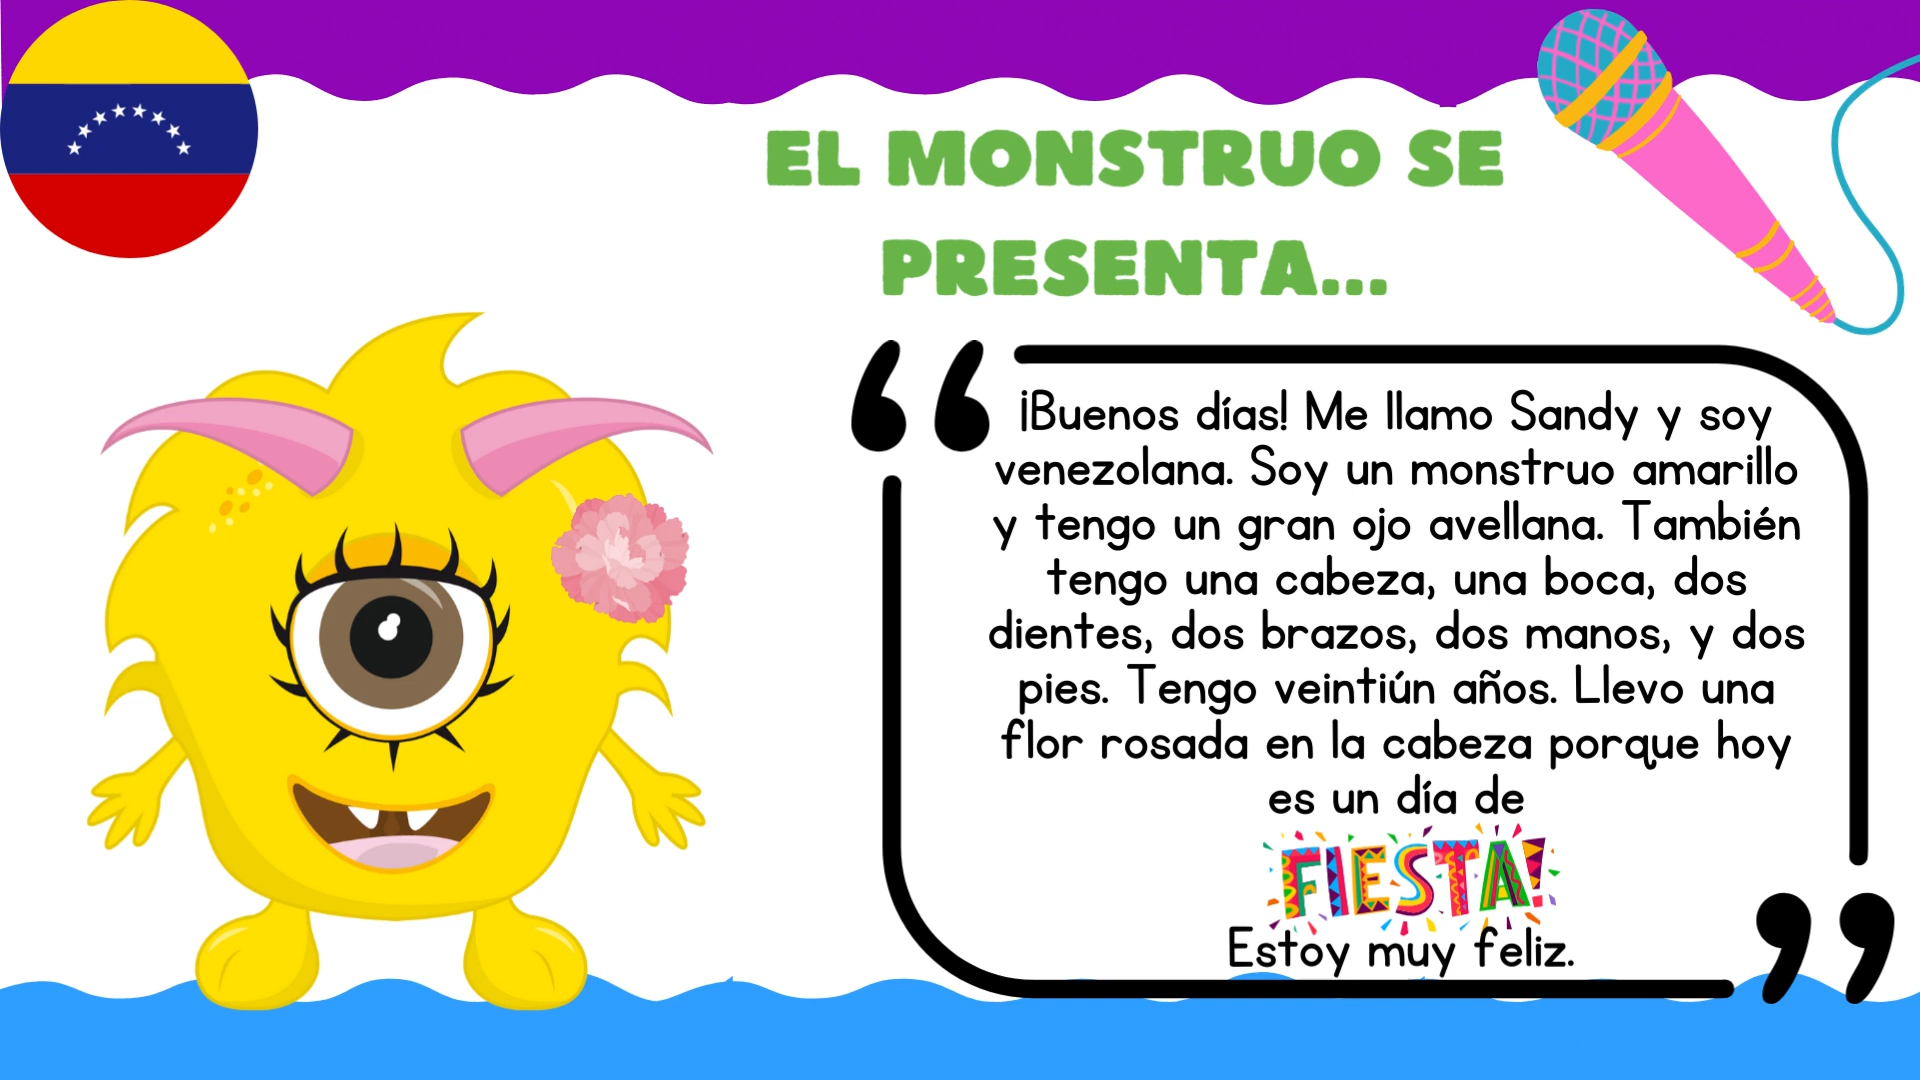 EL MONSTRUO SE
PRESENTA...
¡Buenos días! Me llamo Sandy y soy
venezolana. Soy un monstruo amarillo
y tengo un gran ojo avellana. También
tengo una cabeza, una boca, dos
dientes, dos brazos, dos manos, y dos
pies. Tengo veintiún años. Llevo una
flor rosada en la cabeza porque hoy
es un día de
FIESTA!
Estoy muy feliz.